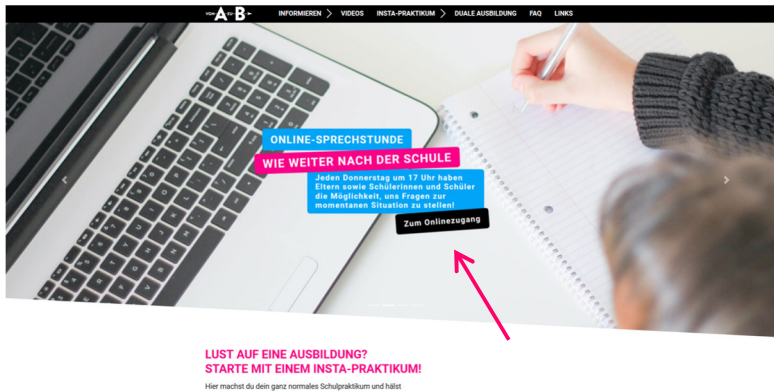 VOM A ZU B
INFORMIEREN VIDEOS INSTA-PRAKTIKUM DUALE AUSBILDUNG FAQ LINKS
ONLINE-SPRECHSTUNDE
WIE WEITER NACH DER SCHULE
Jeden Donnerstag um 17 Uhr haben
Eltern sowie Schülerinnen und Schüler
die Möglichkeit, uns Fragen zur
momentanen Situation zu stellen!
Zum Onlinezugang
LUST AUF EINE AUSBILDUNG?
STARTE MIT EINEM INSTA-PRAKTIKUM!
Hier machst du dein ganz normales Schulpraktikum und hälst